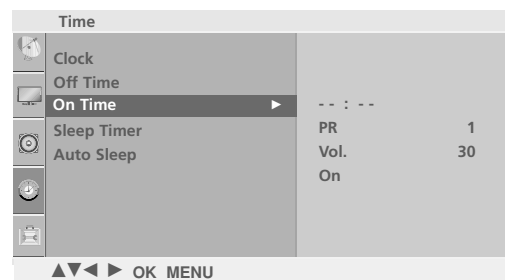 Time
Clock
Off Time
On Time ►
- - : - -
Sleep Timer
PR 1
Auto Sleep
Vol. 30
On
▲▼◄ ► OK MENU